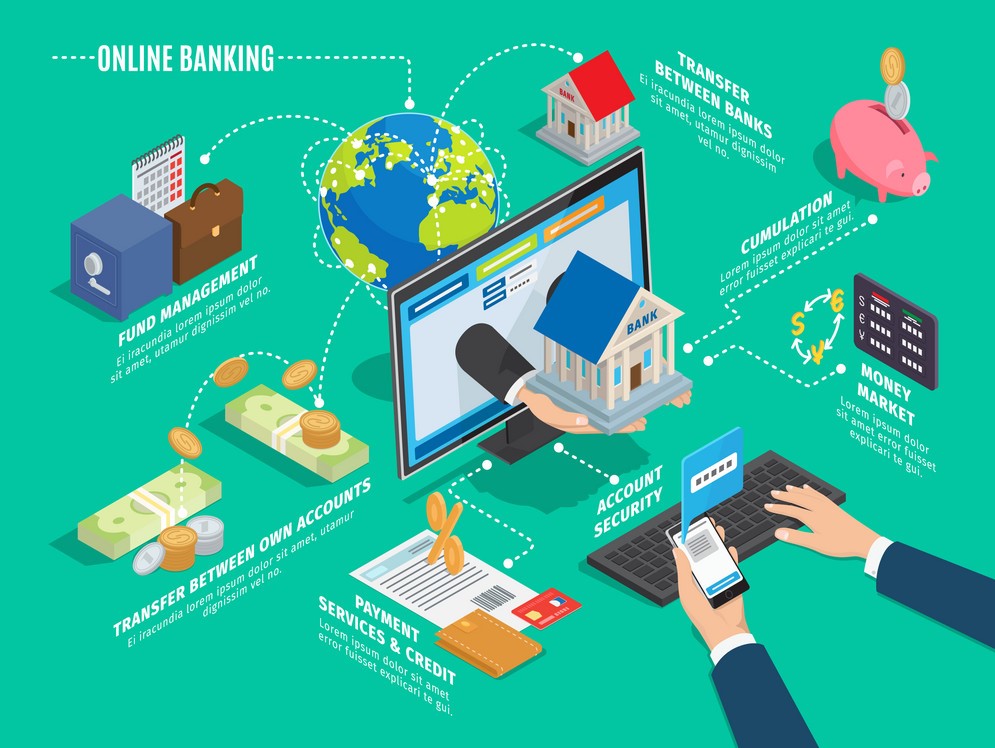 ONLINE BANKING
BANK
TRANSFER
BETWEEN BANKS
Ei iracundia lorem ipsum dolor
sit amet, utamur dignissim
vel no.
CUMULATION
Lorem ipsum dolor sit amet
error fuisset explicari te gui.
FUND MANAGEMENT
Ei iracundia lorem ipsum dolor
sit amet, utamur dignissim vel no.
BANK
$
€
¥
$
€
¥
MONEY
MARKET
Lorem ipsum dolor
sit amet error fuisset
explicari te gui.
TRANSFER BETWEEN OWN ACCOUNTS
Ei iracundia lorem ipsum dolor sit amet, utamur
dignissim vel no.
ACCOUNT
SECURITY
PAYMENT
SERVICES & CREDIT
Lorem ipsum dolor sit amet
error fuisset explicari te gui.